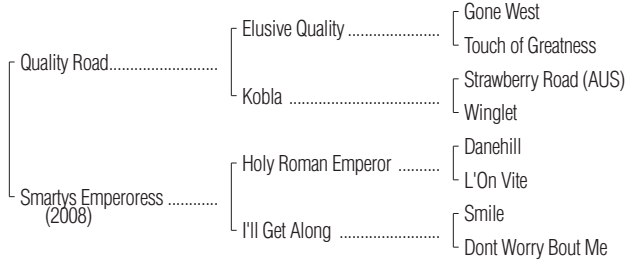 Gone West
Elusive Quality
Touch of Greatness
Quality Road
Strawberry Road (AUS)
Kobla
Winglet
Danehill
Holy Roman Emperor
L'On Vite
Smartys Emperoress
(2008)
Smile
I'll Get Along
Dont Worry Bout Me